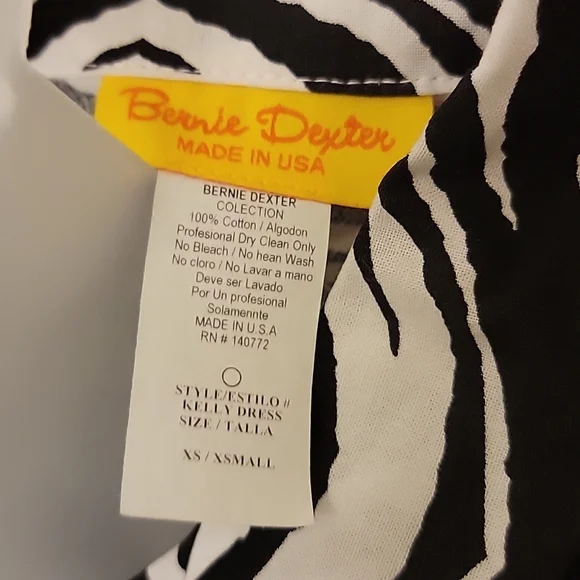 Bernie Dexter
MADE IN USA
BERNIE DEXTER
COLECTION
100% Cotton / Algodon
Profesional Dry Clean Only
No Bleach / No hean Wash
No cloro / No Lavar a mano
Deve ser Lavado
Por Un profesional
Solamennte
MADE IN U.S.A
RN # 140772
STYLE/ESTILO #
KELLY DRESS
SIZE / TALLA
XS / XSMALL